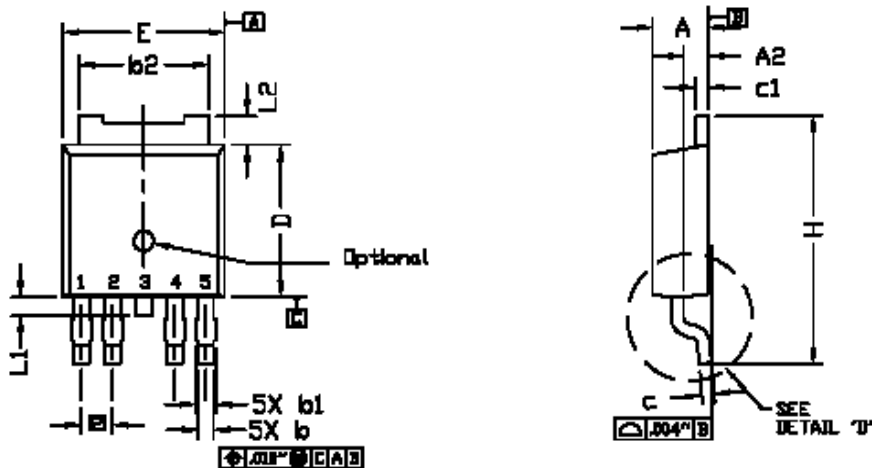 E
A
b2
L2
D
Optional
1 2 3 4 5
C
L1
5X b1
5X b
C A B
B
A
A2
c1
H
c
.004" B
SEE
DETAIL "D"